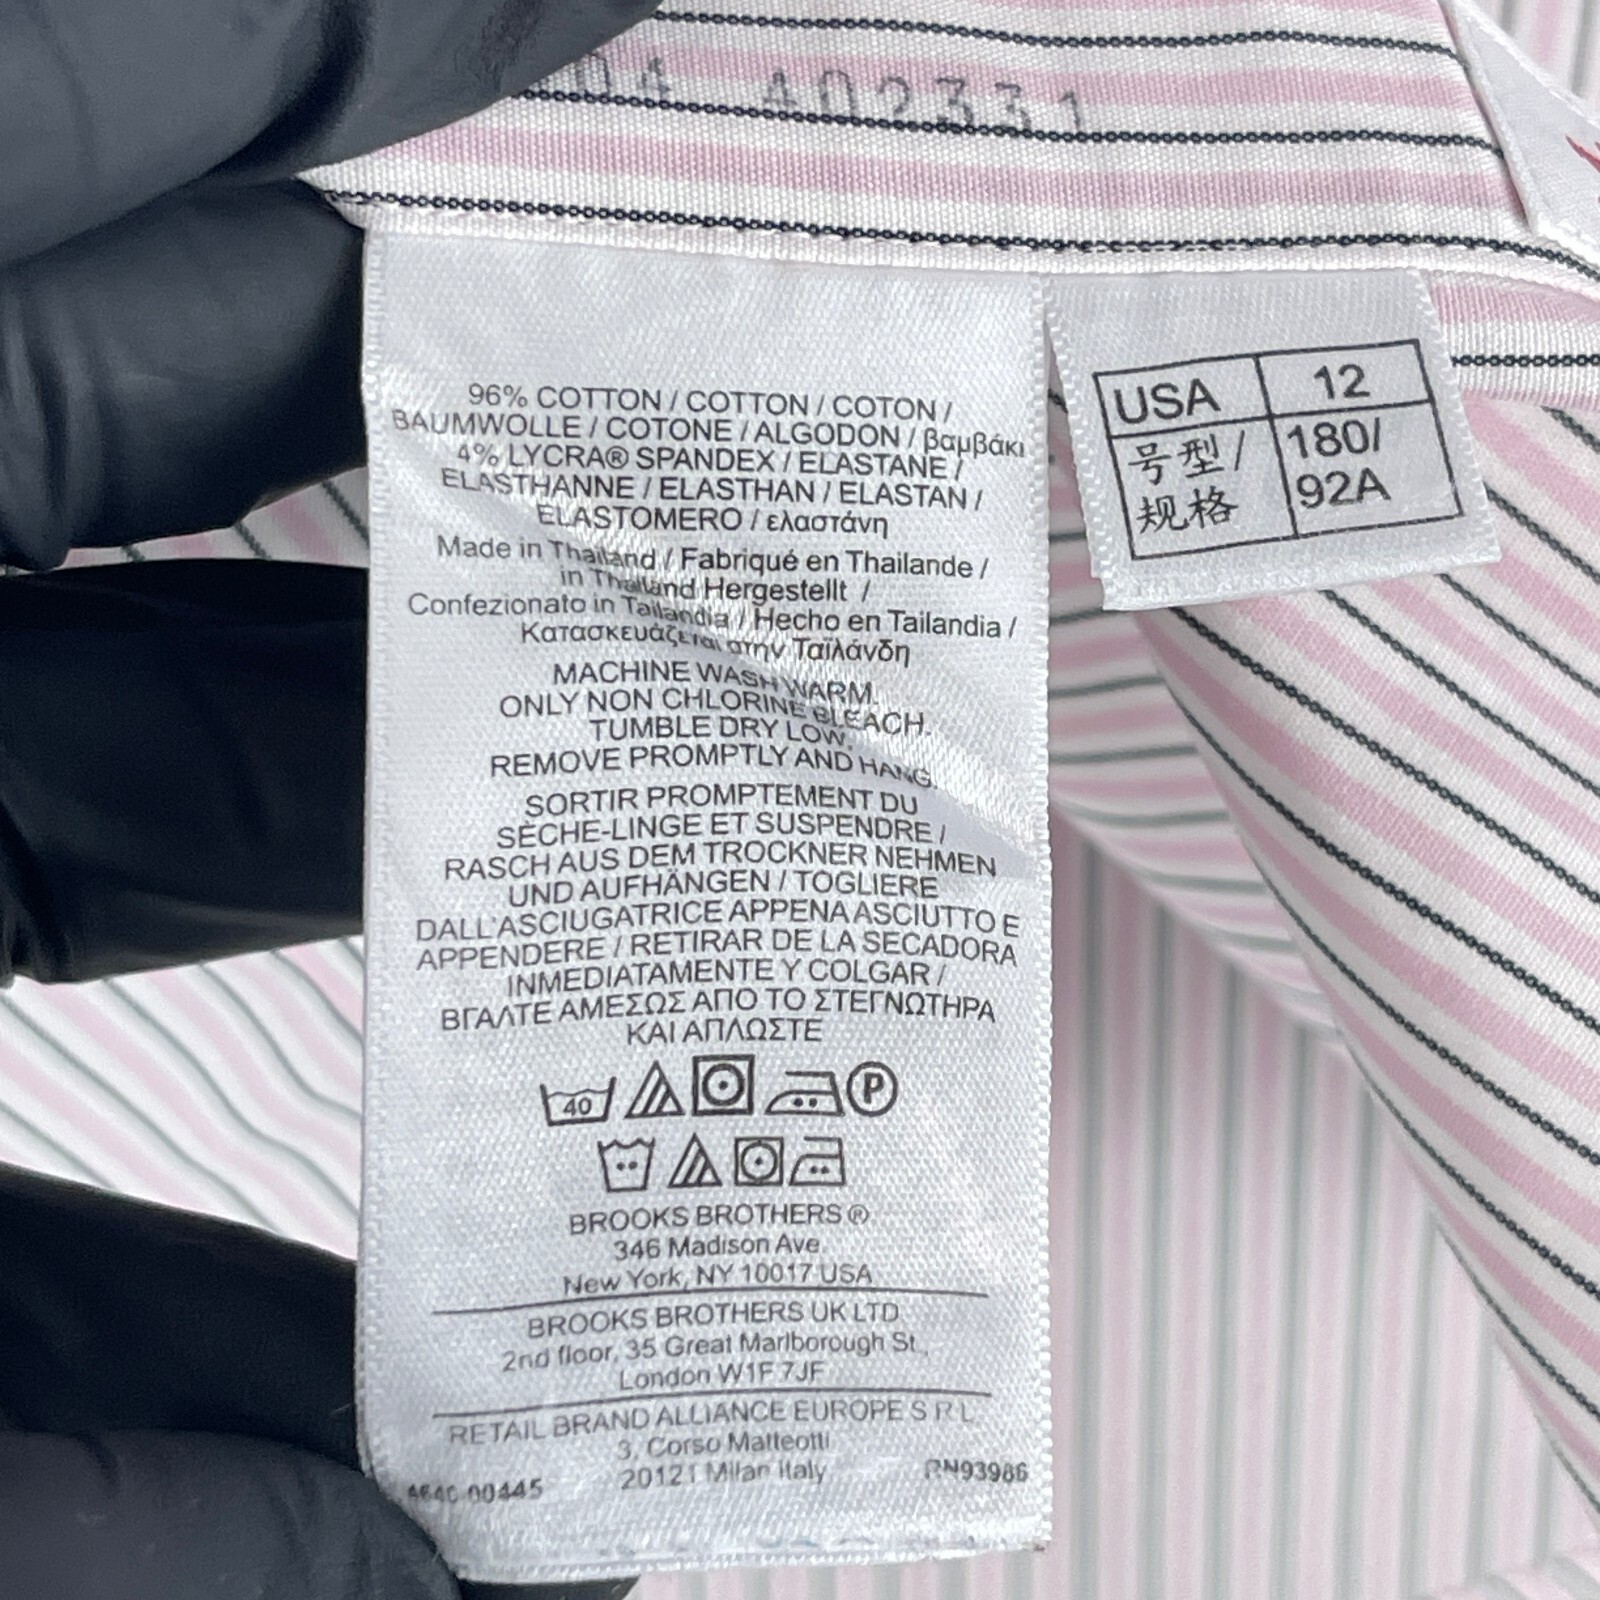 04 402331
96% COTTON / COTTON / COTON /
BAUMWOLLE / COTONE / ALGODON / βαμβάκι
4% LYCRA® SPANDEX / ELASTANE /
ELASTHANNE / ELASTHAN / ELASTAN /
ELASTOMERO / ελαστάνη
Made in Thailand / Fabriqué en Thailande /
in Thailand Hergestellt /
Confezionato in Tailandia / Hecho en Tailandia /
Κατασκευάζεται στην Ταϊλάνδη
MACHINE WASH WARM.
ONLY NON CHLORINE BLEACH.
TUMBLE DRY LOW.
REMOVE PROMPTLY AND HANG.
SORTIR PROMPTEMENT DU
SÈCHE-LINGE ET SUSPENDRE /
RASCH AUS DEM TROCKNER NEHMEN
UND AUFHÄNGEN / TOGLIERE
DALL'ASCIUGATRICE APPENA ASCIUTTO E
APPENDERE / RETIRAR DE LA SECADORA
INMEDIATAMENTE Y COLGAR /
ΒΓΑΛΤΕ ΑΜΕΣΩΣ ΑΠΟ ΤΟ ΣΤΕΓΝΩΤΗΡΑ
ΚΑΙ ΑΠΛΩΣΤΕ
40 P
BROOKS BROTHERS ®
346 Madison Ave.
New York, NY 10017 USA
BROOKS BROTHERS UK LTD
2nd floor, 35 Great Marlborough St.,
London W1F 7JF
RETAIL BRAND ALLIANCE EUROPE S R L
3, Corso Matteotti
20121 Milan Italy
00445
RN93986
USA 12
号型/ 180/
规格 92A